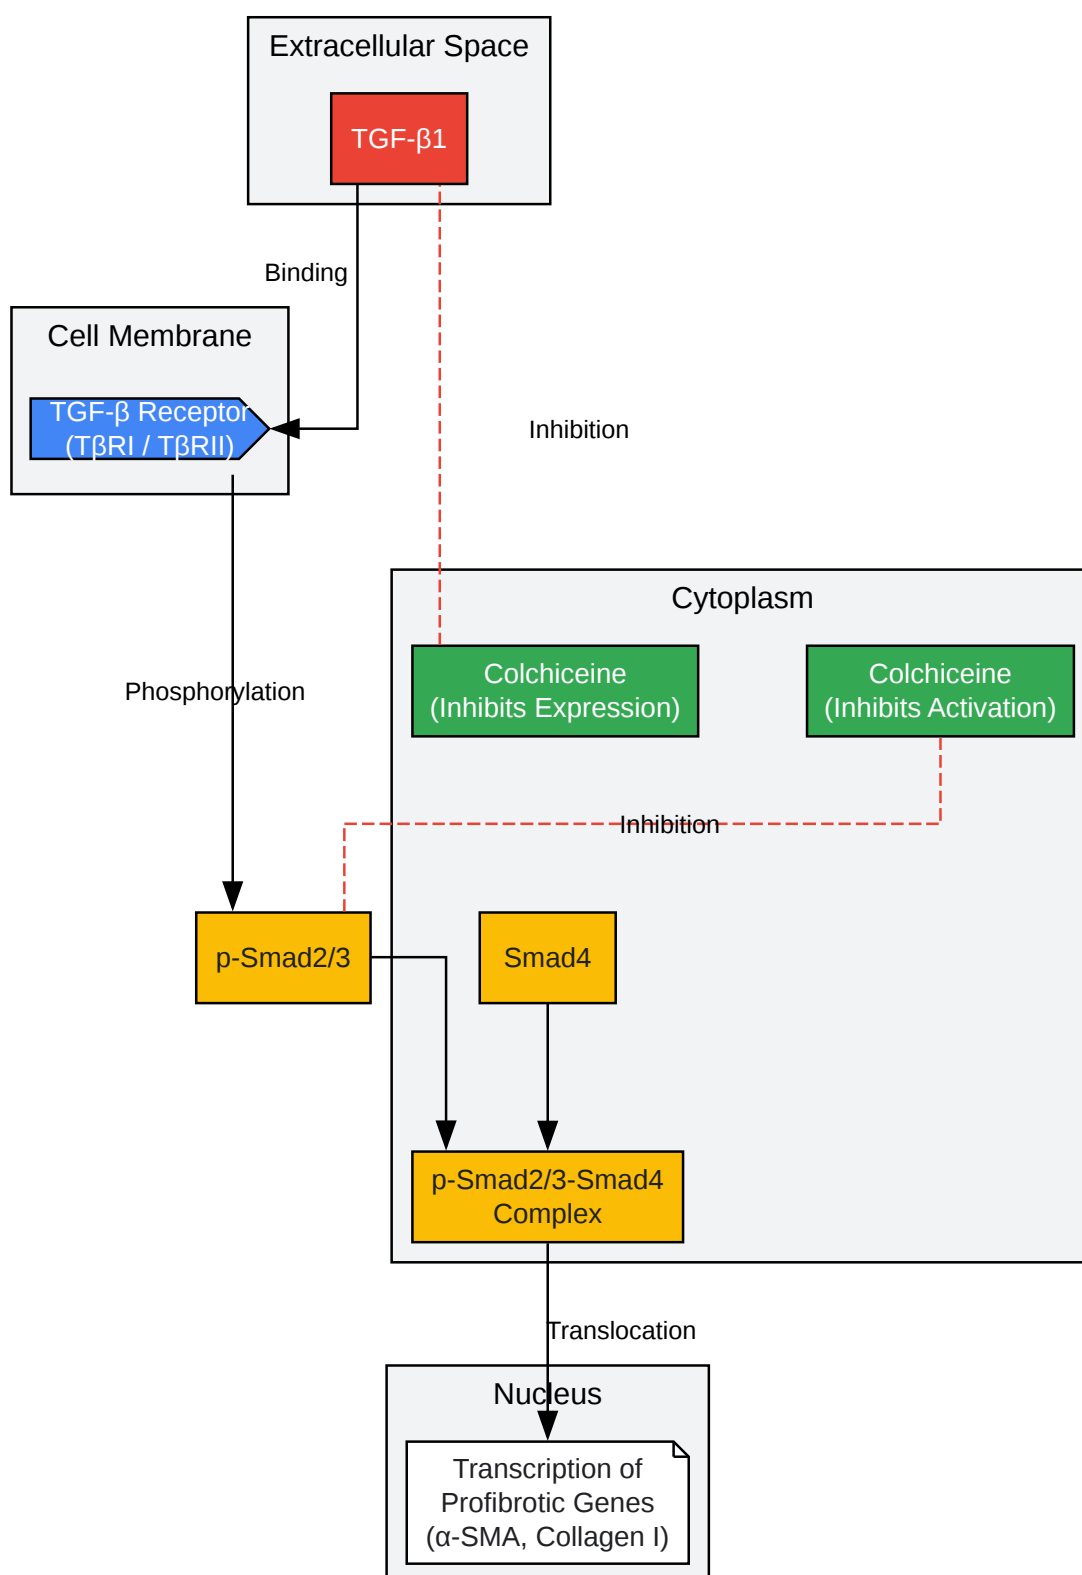 Extracellular Space
TGF-β1
Binding
Cell Membrane
TGF-β Receptor
(TβRI / TβRII)
Inhibition
Cytoplasm
Colchiceine
(Inhibits Expression)
Colchiceine
(Inhibits Activation)
Phosphorylation
Inhibition
p-Smad2/3
Smad4
p-Smad2/3-Smad4
Complex
Translocation
Nucleus
Transcription of
Profibrotic Genes
(α-SMA, Collagen I)